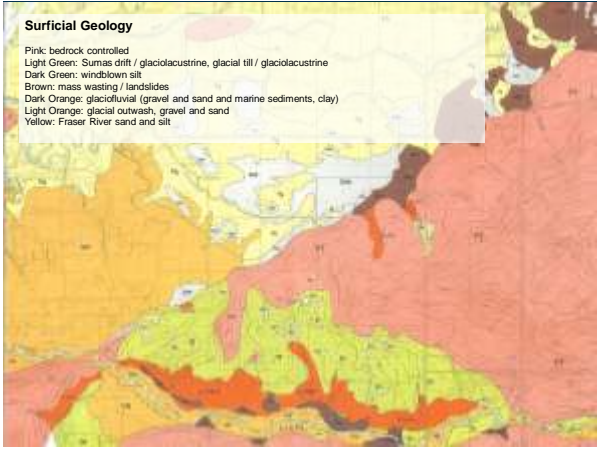 Surficial Geology
Pink: bedrock controlled
Light Green: Sumas drift / glaciolacustrine, glacial till / glaciolacustrine
Dark Green: windblown silt
Brown: mass wasting / landslides
Dark Orange: glaciofluvial (gravel and sand and marine sediments, clay)
Light Orange: glacial outwash, gravel and sand
Yellow: Fraser River sand and silt